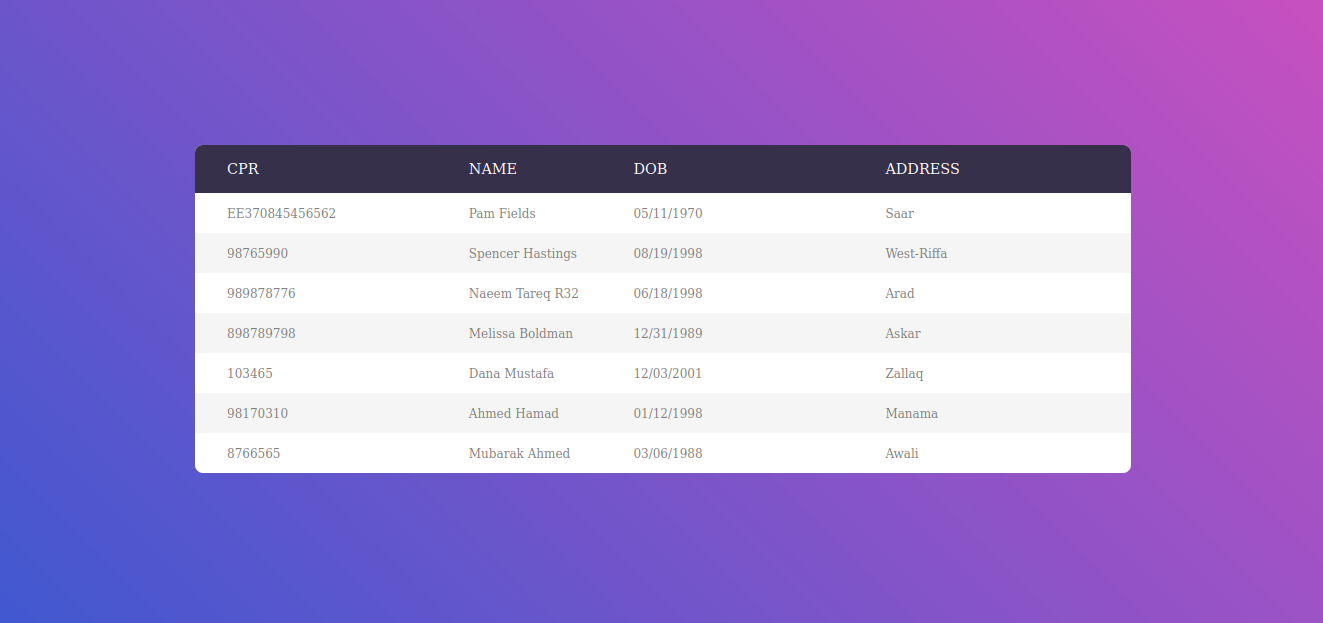 CPR NAME DOB ADDRESS
EE370845456562 Pam Fields 05/11/1970 Saar
98765990 Spencer Hastings 08/19/1998 West-Riffa
989878776 Naeem Tareq R32 06/18/1998 Arad
898789798 Melissa Boldman 12/31/1989 Askar
103465 Dana Mustafa 12/03/2001 Zallaq
98170310 Ahmed Hamad 01/12/1998 Manama
8766565 Mubarak Ahmed 03/06/1988 Awali